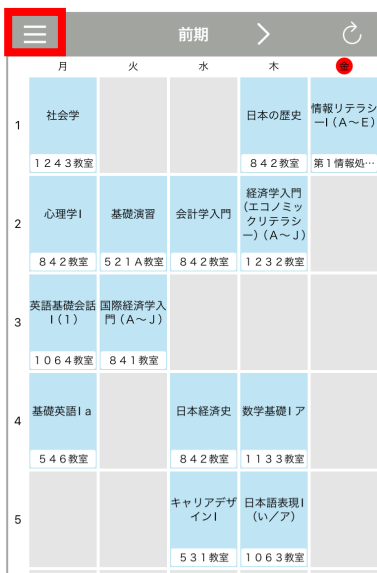 前期
月 火 水 木 金
1
社会学
1243教室
日本の歴史
842教室
情報リテラシ
ーI(A～E)
第1情報処…
2
心理学I
842教室
基礎演習
521A教室
会計学入門
842教室
経済学入門
(エコノミッ
クリテラシ
ー)(A～J)
1232教室
3
英語基礎会話
I(1)
1064教室
国際経済学入
門(A～J)
841教室
4
基礎英語Ia
546教室
日本経済史
842教室
数学基礎Iア
1133教室
5
キャリアデザ
インI
531教室
日本語表現I
(い／ア)
1063教室